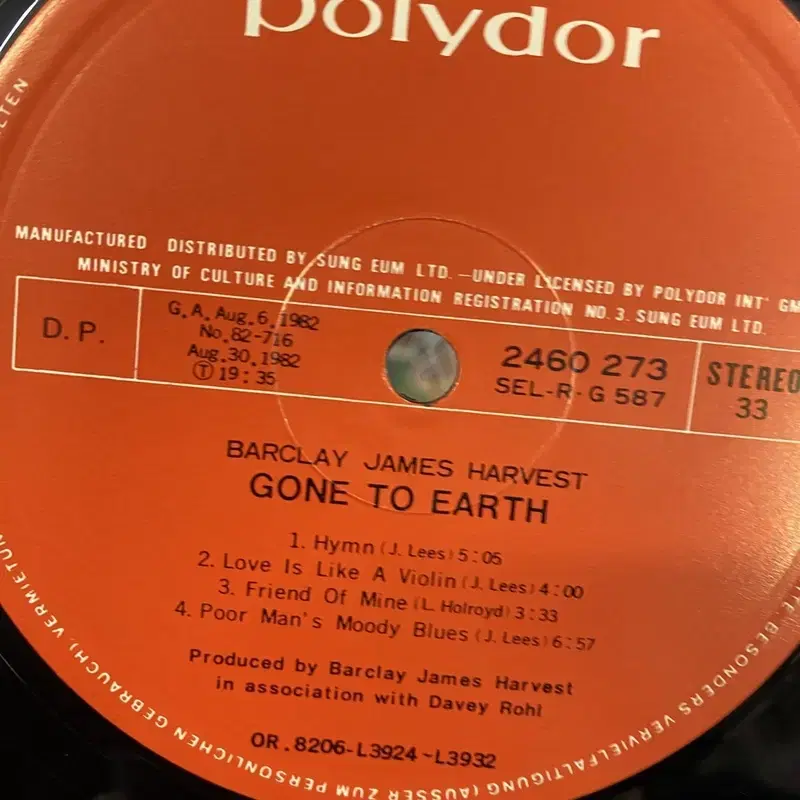 polydor
MANUFACTURED DISTRIBUTED BY SUNG EUM LTD. —UNDER LICENSED BY POLYDOR INT' GM
MINISTRY OF CULTURE AND INFORMATION REGISTRATION NO. 3. SUNG EUM LTD.
D.P.
G.A. Aug. 6. 1982
No. 82-716
Aug. 30. 1982
Ⓣ 19:35
2460 273
SEL-R-G 587
STEREO
33
BARCLAY JAMES HARVEST
GONE TO EARTH
1. Hymn (J. Lees) 5:05
2. Love Is Like A Violin (J. Lees) 4:00
3. Friend Of Mine (L. Holroyd) 3:33
4. Poor Man's Moody Blues (J. Lees) 6:57
Produced by Barclay James Harvest
in association with Davey Rohl
OR. 8206-L3924~L3932
TE BESONDERS VERVIELFÄLTIGUNG (AUSSER ZUM PERSÖNLICHEN GEBRAUCH), VERMIETUN
LTEN